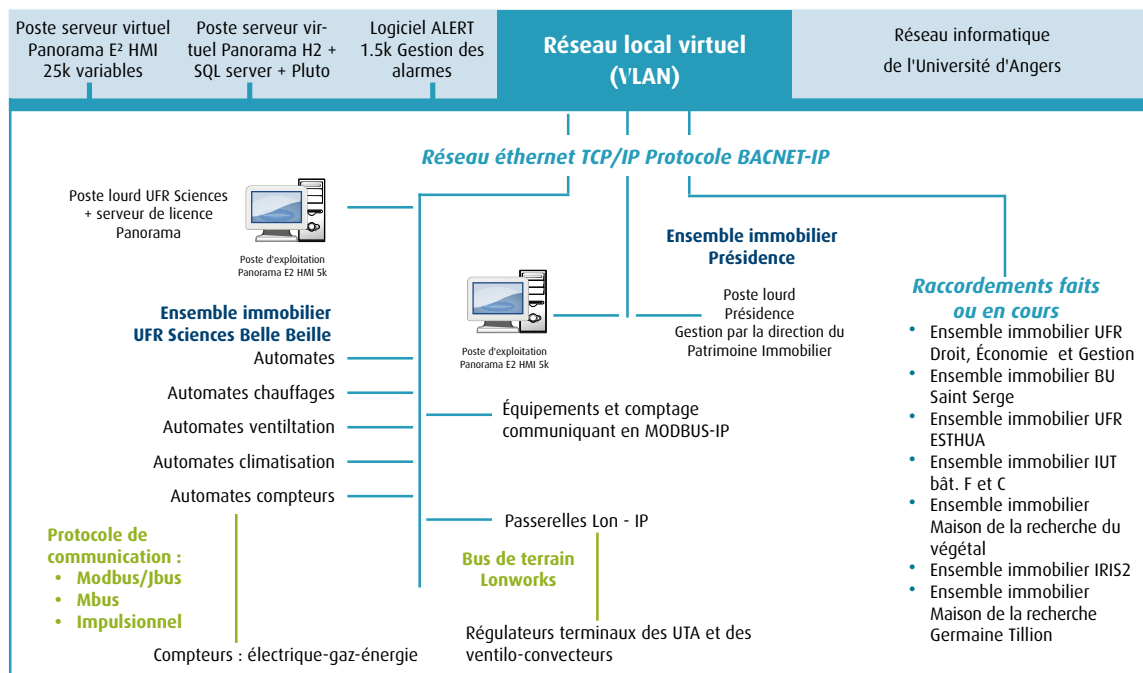 Poste serveur virtuel
Panorama E² HMI
25k variables
Poste serveur vir-
tuel Panorama H2 +
SQL server + Pluto
Logiciel ALERT
1.5k Gestion des
alarmes
Réseau local virtuel
(VLAN)
Réseau informatique
de l'Université d'Angers
Réseau éthernet TCP/IP Protocole BACNET-IP
Poste lourd UFR Sciences
+ serveur de licence
Panorama
Poste d'exploitation
Panorama E2 HMI 5k
Ensemble immobilier
Présidence
Poste lourd
Présidence
Gestion par la direction du
Patrimoine Immobilier
Poste d'exploitation
Panorama E2 HMI 5k
Ensemble immobilier
UFR Sciences Belle Beille
Automates
Automates chauffages
Automates ventiltation
Automates climatisation
Automates compteurs
Équipements et comptage
communiquant en MODBUS-IP
Passerelles Lon - IP
Protocole de
communication :
• Modbus/Jbus
• Mbus
• Impulsionnel
Bus de terrain
Lonworks
Compteurs : électrique-gaz-énergie
Régulateurs terminaux des UTA et des
ventilo-convecteurs
Raccordements faits
ou en cours
• Ensemble immobilier UFR
Droit, Économie et Gestion
• Ensemble immobilier BU
Saint Serge
• Ensemble immobilier UFR
ESTHUA
• Ensemble immobilier IUT
bât. F et C
• Ensemble immobilier
Maison de la recherche du
végétal
• Ensemble immobilier IRIS2
• Ensemble immobilier
Maison de la recherche
Germaine Tillion